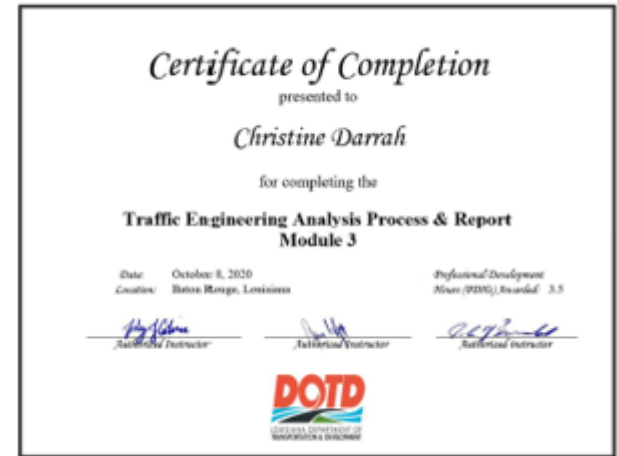 Certificate of Completion
presented to
Christine Darrah
for completing the
Traffic Engineering Analysis Process & Report
Module 3
Date: October 8, 2020
Location: Baton Rouge, Louisiana
Professional Development
Hours (PDHs) Awarded: 3.5
Authorized Instructor
Authorized Instructor
Authorized Instructor
DOTD
LOUISIANA DEPARTMENT OF
TRANSPORTATION & DEVELOPMENT